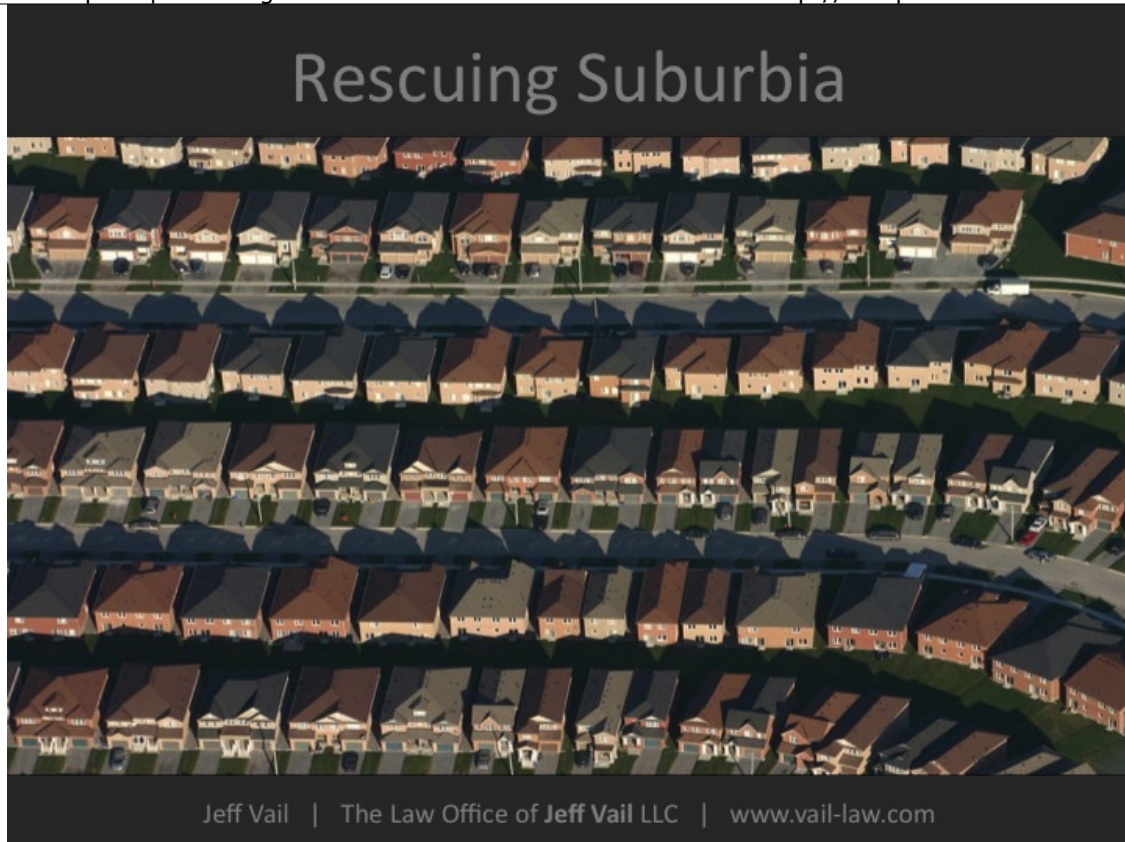 Rescuing Suburbia
Jeff Vail | The Law Office of Jeff Vail LLC | www.vail-law.com